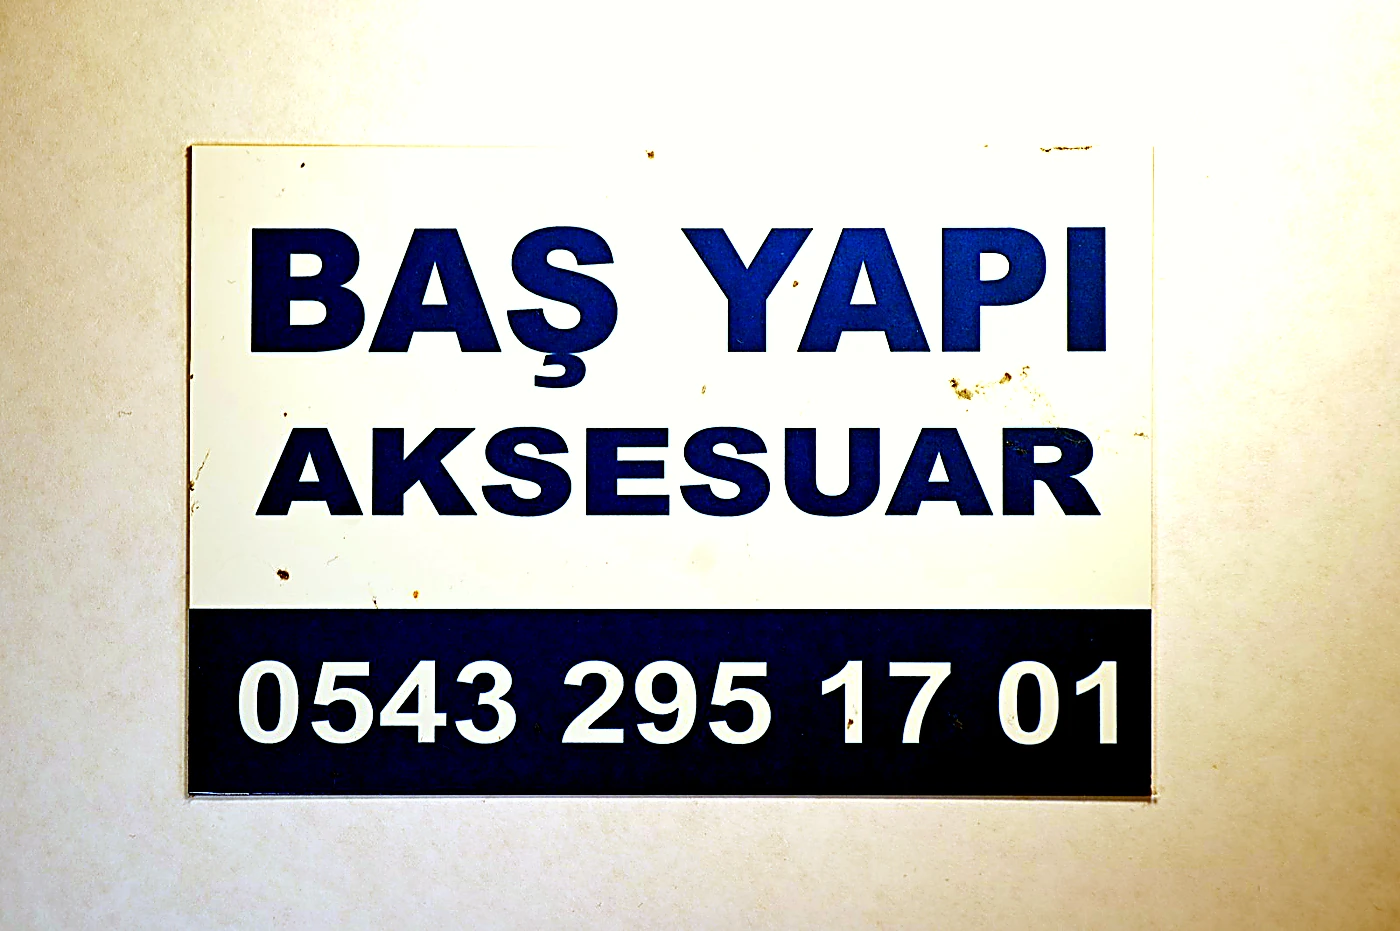 BAŞ YAPI
AKSESUAR
0543 295 17 01